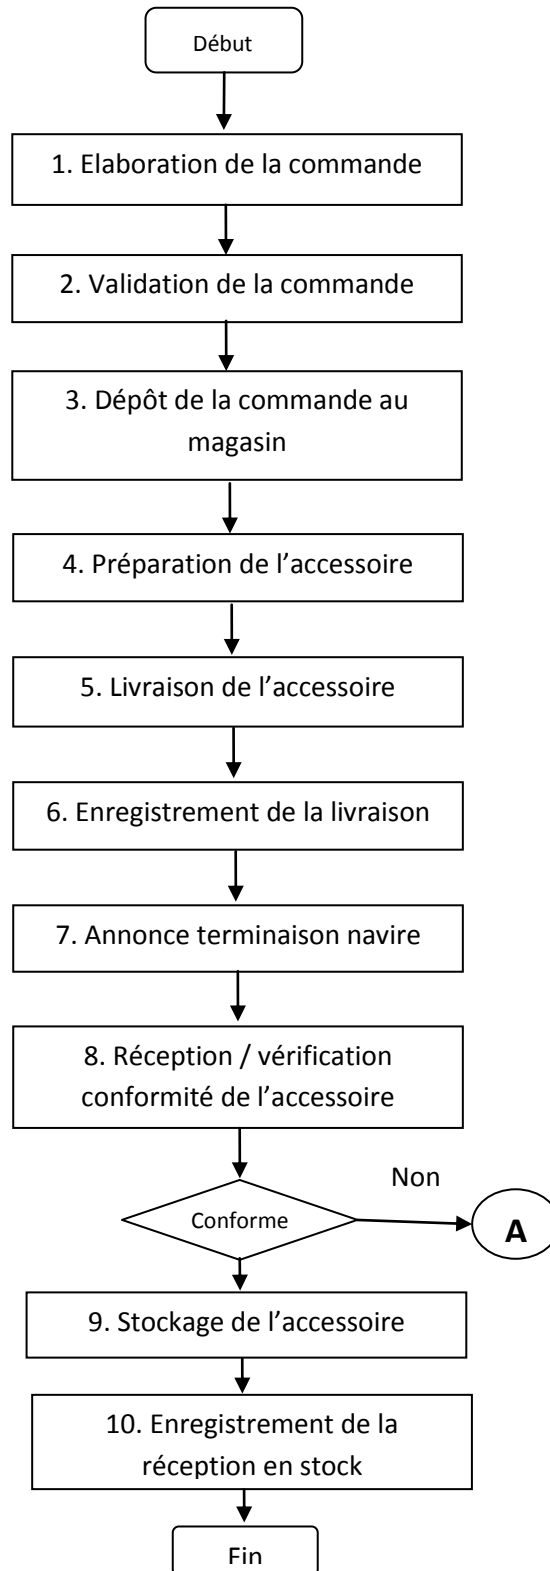 Début
1. Elaboration de la commande
2. Validation de la commande
3. Dépôt de la commande au
magasin
4. Préparation de l’accessoire
5. Livraison de l’accessoire
6. Enregistrement de la livraison
7. Annonce terminaison navire
8. Réception / vérification
conformité de l’accessoire
Non
Conforme
A
9. Stockage de l’accessoire
10. Enregistrement de la
réception en stock
Fin